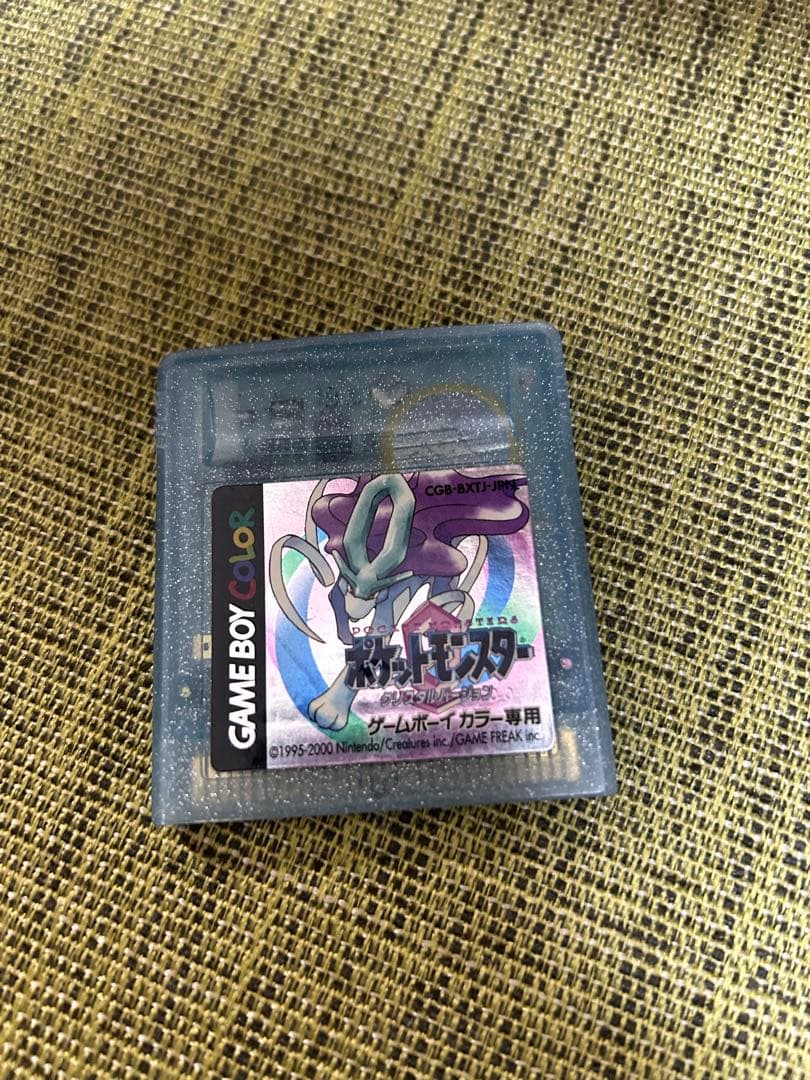 CGB-BXTJ-JPN
GAME BOY COLOR
POCKET MONSTERS
ポケットモンスター
クリスタルバージョン
ゲームボーイ カラー専用
©1995-2000 Nintendo/Creatures inc./GAME FREAK inc.